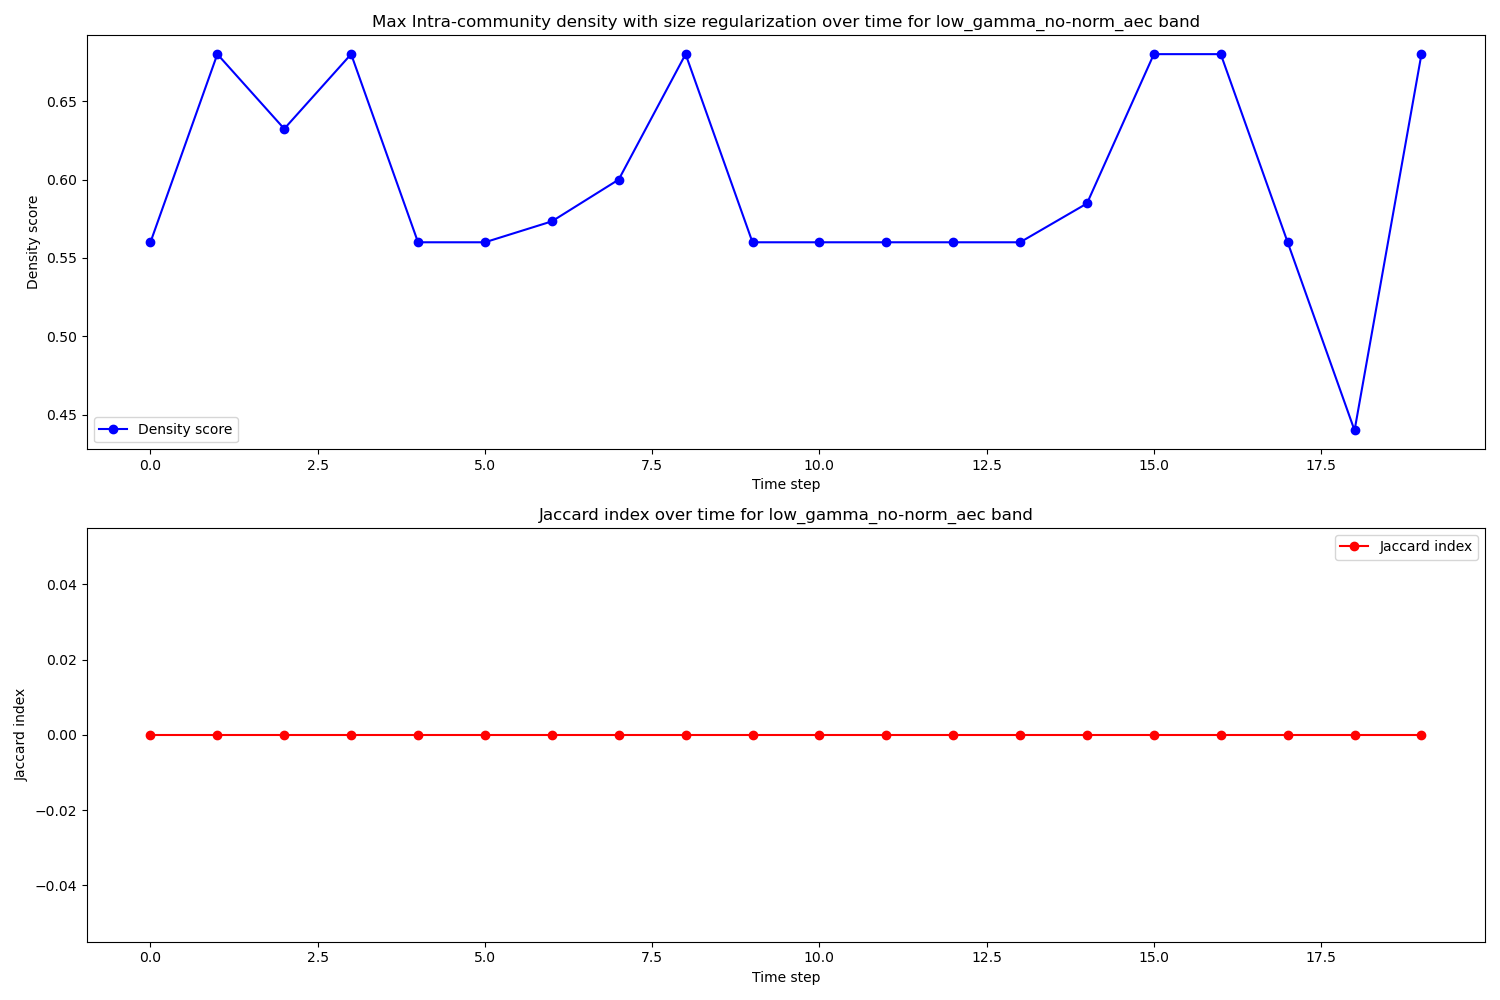 Max Intra-community density with size regularization over time for low_gamma_no-norm_aec band
Density score
0.65
0.60
0.55
0.50
0.45
Density score
0.0 2.5 5.0 7.5 10.0 12.5 15.0 17.5
Time step
Jaccard index over time for low_gamma_no-norm_aec band
Jaccard index
Jaccard index
0.04
0.02
0.00
−0.02
−0.04
0.0 2.5 5.0 7.5 10.0 12.5 15.0 17.5
Time step